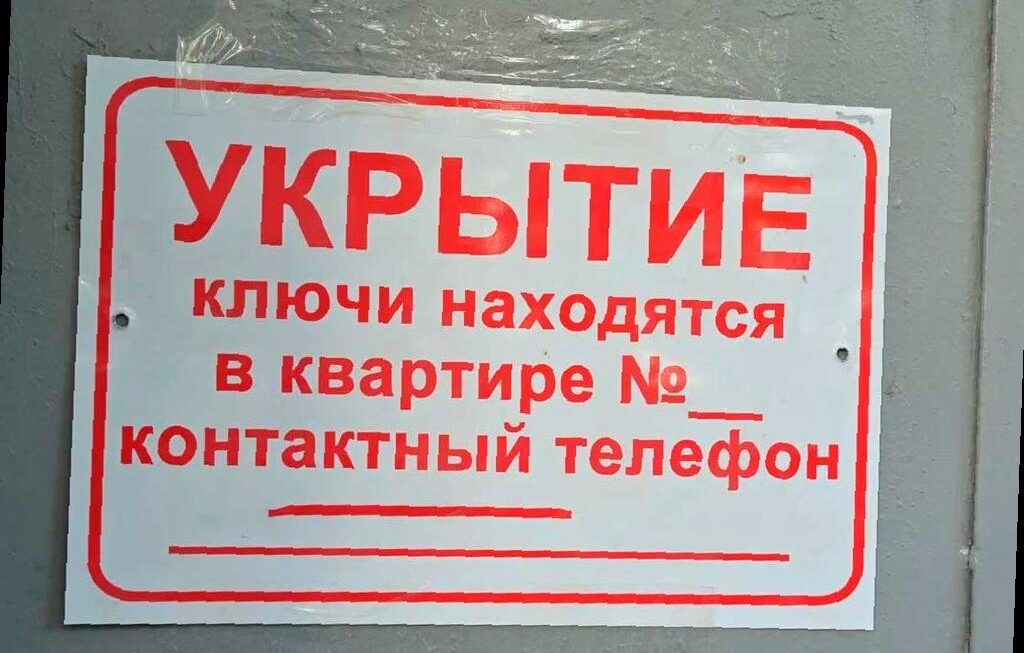 УКРЫТИЕ
ключи находятся
в квартире №__
контактный телефон